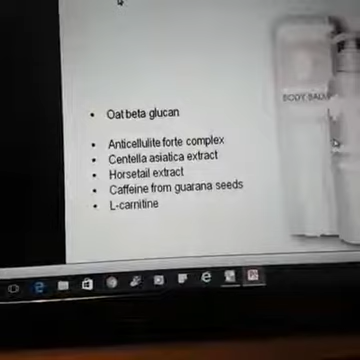 Oat beta glucan
Anticellulite forte complex
Centella asiatica extract
Horsetail extract
Caffeine from guarana seeds
L-carnitine
BODY BALM